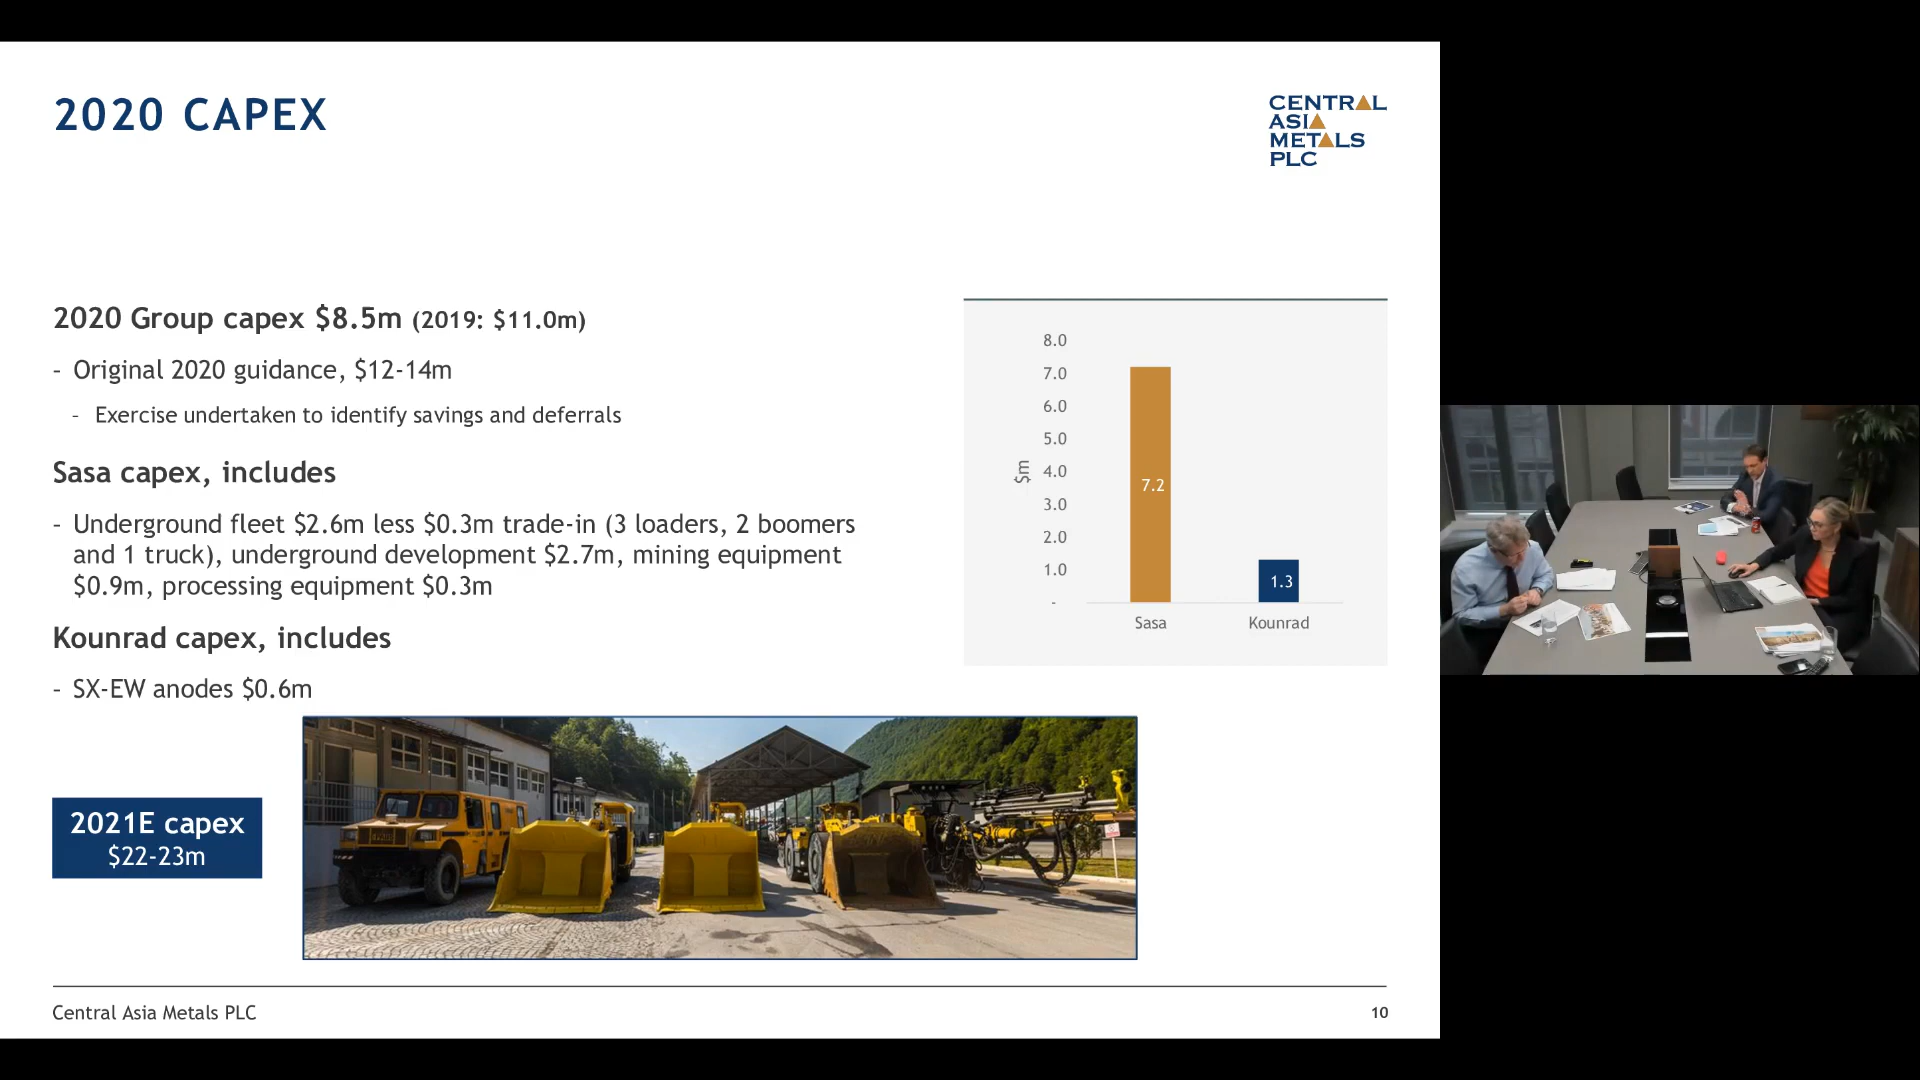 2020 CAPEX
CENTRAL
ASIA
METALS
PLC
2020 Group capex $8.5m (2019: $11.0m)
- Original 2020 guidance, $12-14m
- Exercise undertaken to identify savings and deferrals
Sasa capex, includes
- Underground fleet $2.6m less $0.3m trade-in (3 loaders, 2 boomers
and 1 truck), underground development $2.7m, mining equipment
$0.9m, processing equipment $0.3m
Kounrad capex, includes
- SX-EW anodes $0.6m
$m
8.0
7.0
6.0
5.0
4.0
3.0
2.0
1.0
-
7.2
1.3
Sasa
Kounrad
2021E capex
$22-23m
Central Asia Metals PLC
10